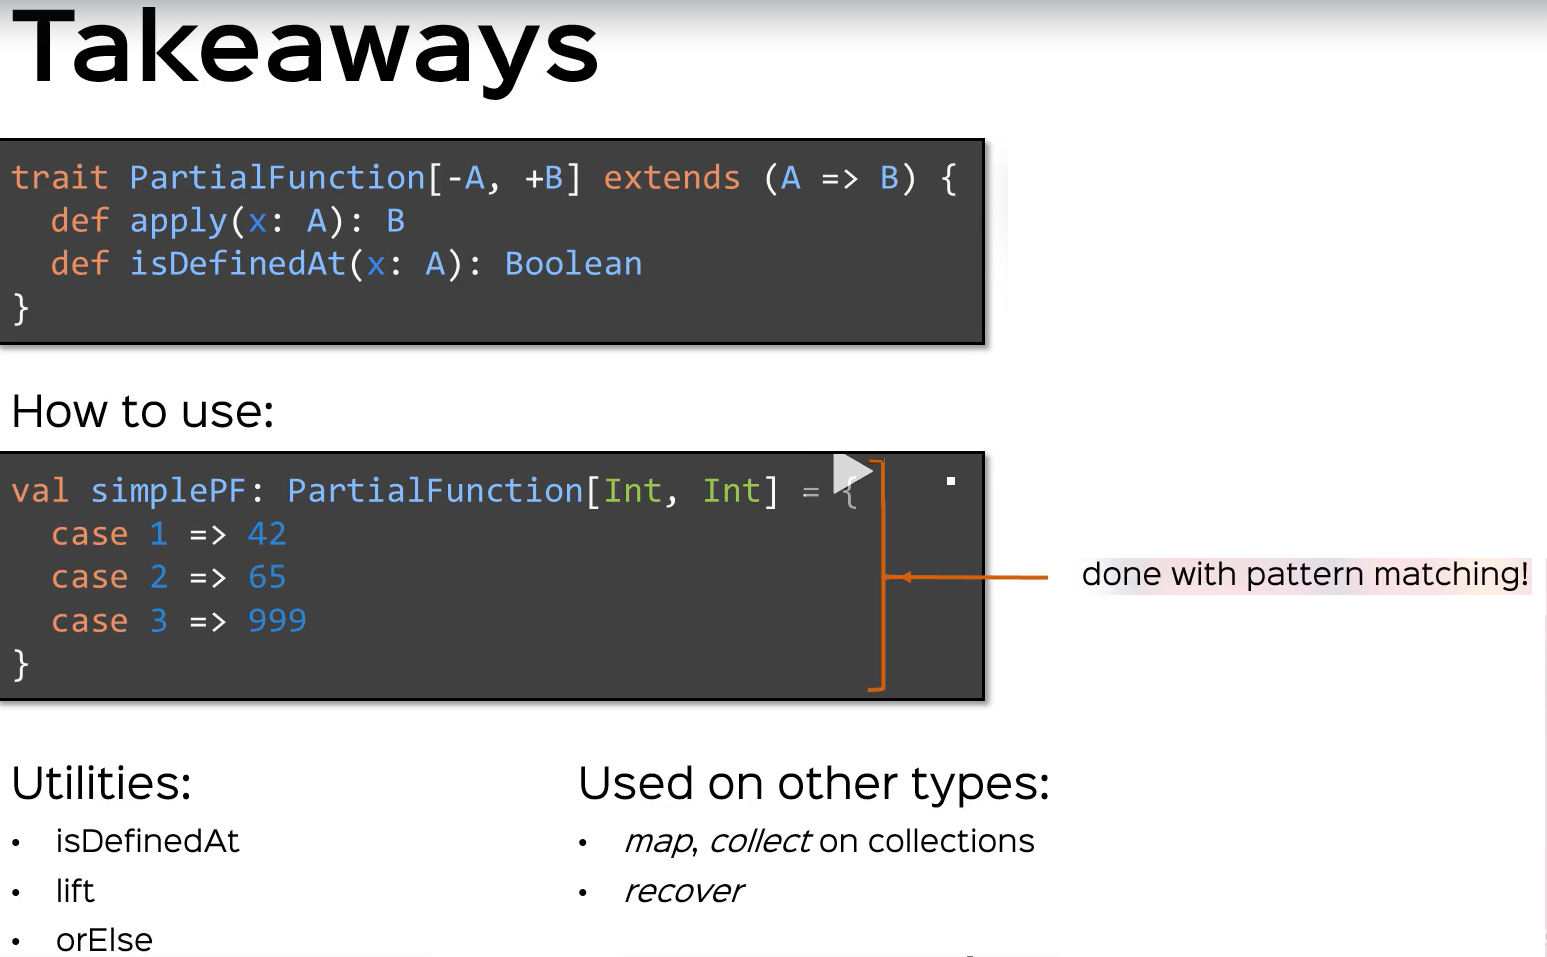 Takeaways
trait PartialFunction[-A, +B] extends (A => B) {
  def apply(x: A): B
  def isDefinedAt(x: A): Boolean
}
How to use:
val simplePF: PartialFunction[Int, Int] = {
  case 1 => 42
  case 2 => 65
  case 3 => 999
}
done with pattern matching!
Utilities:
• isDefinedAt
• lift
• orElse
Used on other types:
• map, collect on collections
• recover